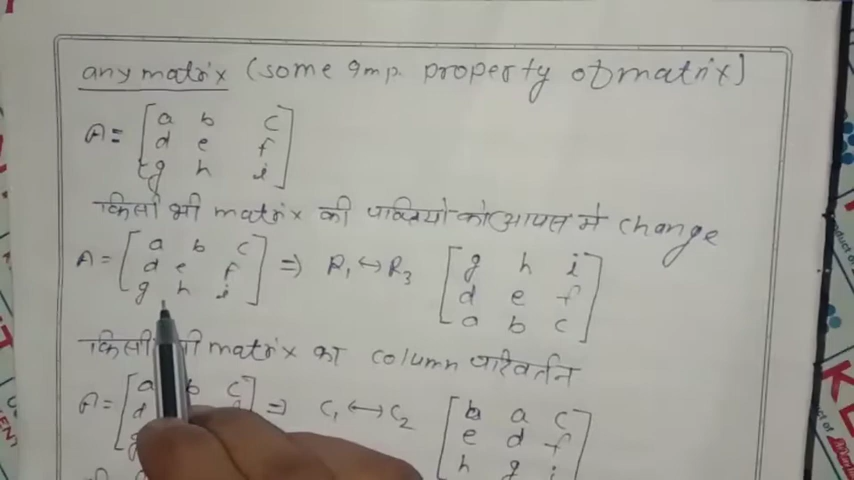 any matrix (some imp. property of matrix)
A = [a b c
d e f
g h i]
किसी भी matrix की पंक्तियो को आपस मे change
A = [a b c
d e f
g h i] ⇒ R₁ ↔ R₃ [g h i
d e f
a b c]
किसी भी matrix का column परिवर्तन
A = [a b c
d
g ] ⇒ C₁ ↔ C₂ [b a c
e d f
h g i]